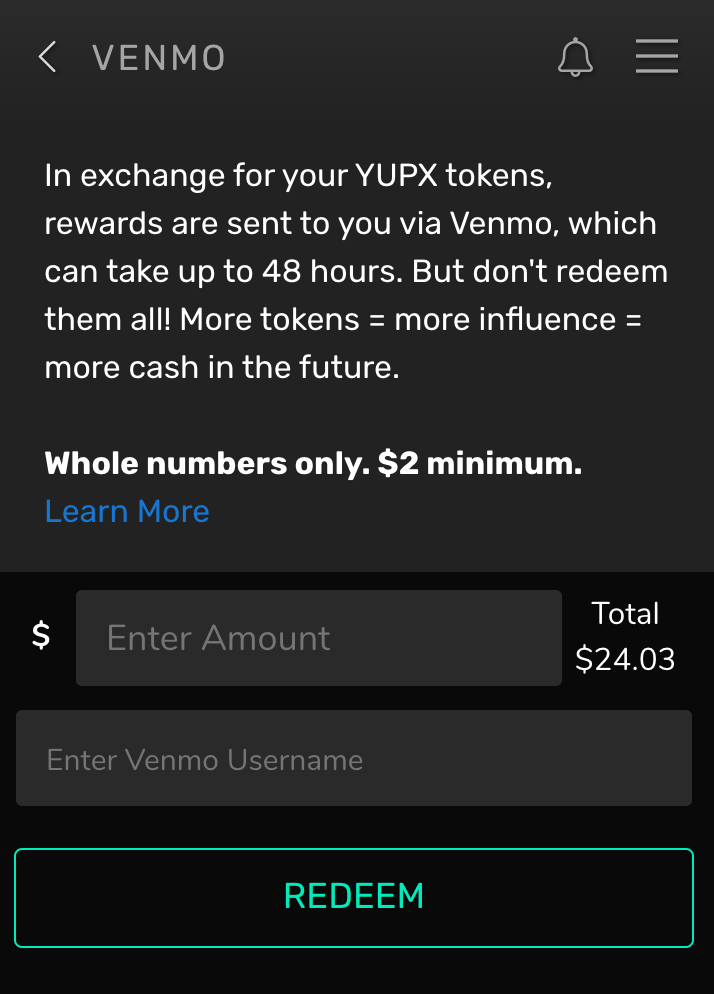 VENMO
In exchange for your YUPX tokens,
rewards are sent to you via Venmo, which
can take up to 48 hours. But don't redeem
them all! More tokens = more influence =
more cash in the future.
Whole numbers only. $2 minimum.
Learn More
$
Enter Amount
Total
$24.03
Enter Venmo Username
REDEEM